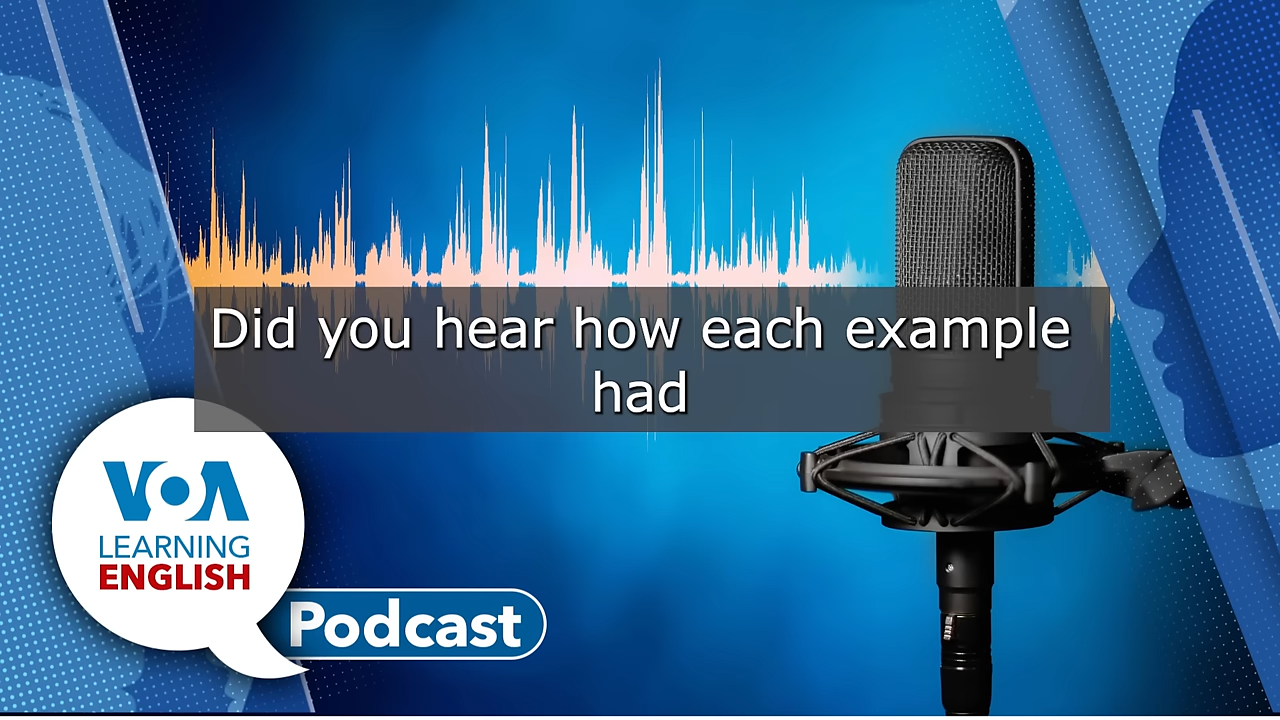 Did you hear how each example
had
VOA
LEARNING
ENGLISH
Podcast